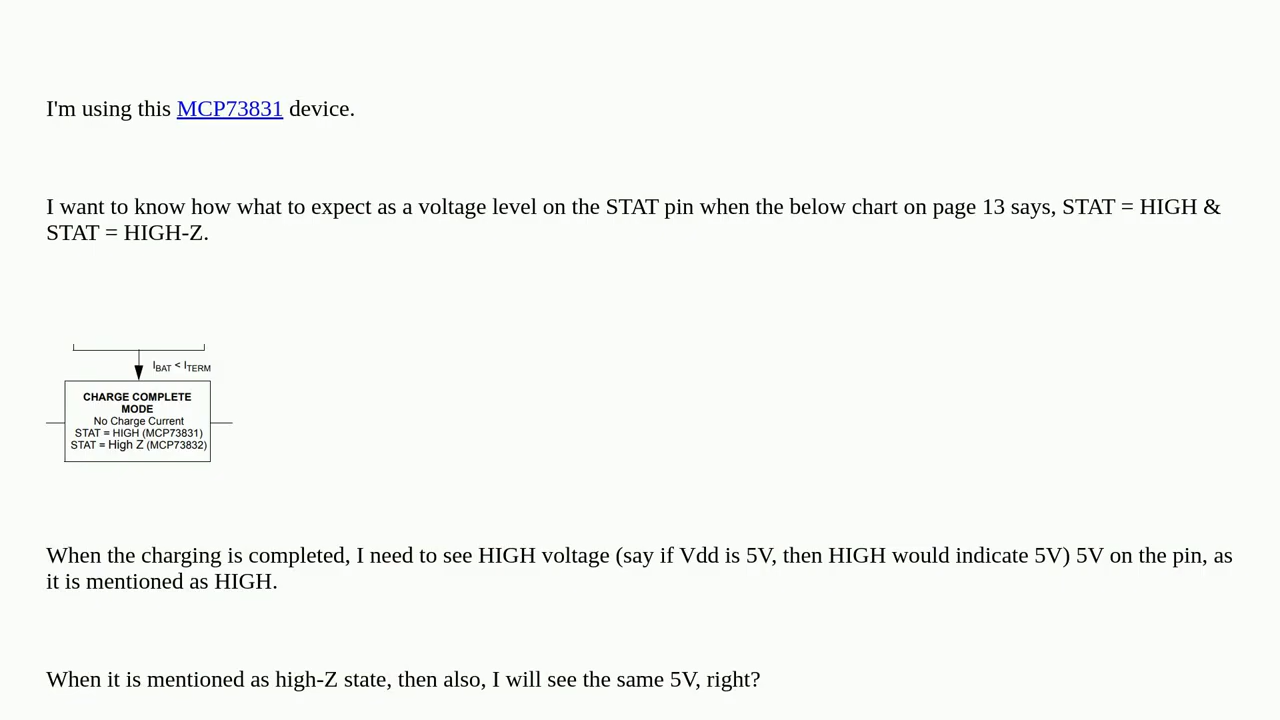 I'm using this MCP73831 device.
I want to know how what to expect as a voltage level on the STAT pin when the below chart on page 13 says, STAT = HIGH &
STAT = HIGH-Z.
IBAT < ITERM
CHARGE COMPLETE
MODE
No Charge Current
STAT = HIGH (MCP73831)
STAT = High Z (MCP73832)
When the charging is completed, I need to see HIGH voltage (say if Vdd is 5V, then HIGH would indicate 5V) 5V on the pin, as
it is mentioned as HIGH.
When it is mentioned as high-Z state, then also, I will see the same 5V, right?